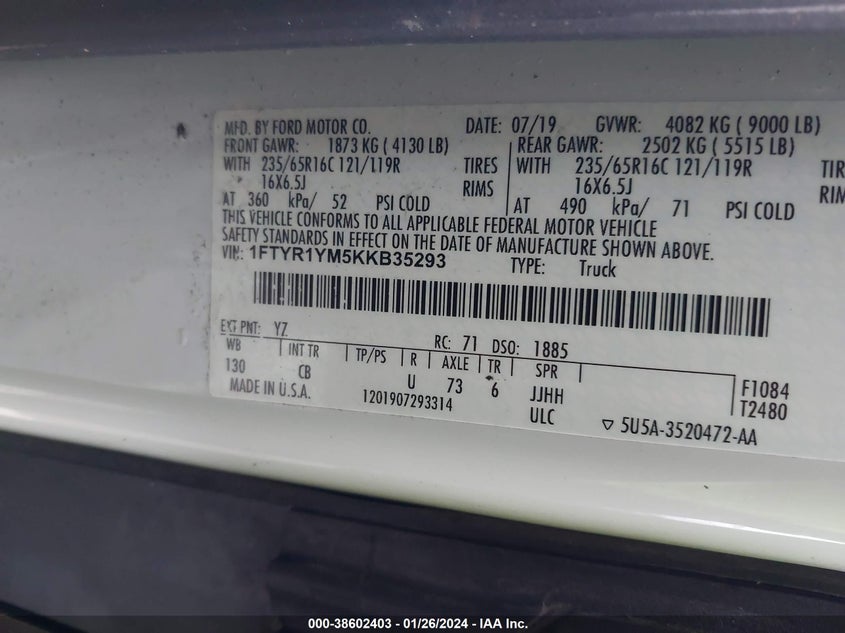 MFD. BY FORD MOTOR CO. DATE: 07/19 GVWR: 4082 KG ( 9000 LB)
FRONT GAWR: 1873 KG ( 4130 LB) REAR GAWR: 2502 KG ( 5515 LB)
WITH 235/65R16C 121/119R TIRES WITH 235/65R16C 121/119R TIR
16X6.5J RIMS 16X6.5J RIM
AT 360 kPa/ 52 PSI COLD AT 490 kPa/ 71 PSI COLD
THIS VEHICLE CONFORMS TO ALL APPLICABLE FEDERAL MOTOR VEHICLE
SAFETY STANDARDS IN EFFECT ON THE DATE OF MANUFACTURE SHOWN ABOVE.
VIN: 1FTYR1YM5KKB35293 TYPE: Truck
EXT PNT: YZ RC: 71 DSO: 1885
WB INT TR TP/PS R AXLE TR SPR
130 CB U 73 6 JJHH F1084
MADE IN U.S.A. 1201907293314 ULC T2480
▽ 5U5A-3520472-AA
000-38602403 - 01/26/2024 - IAA Inc.